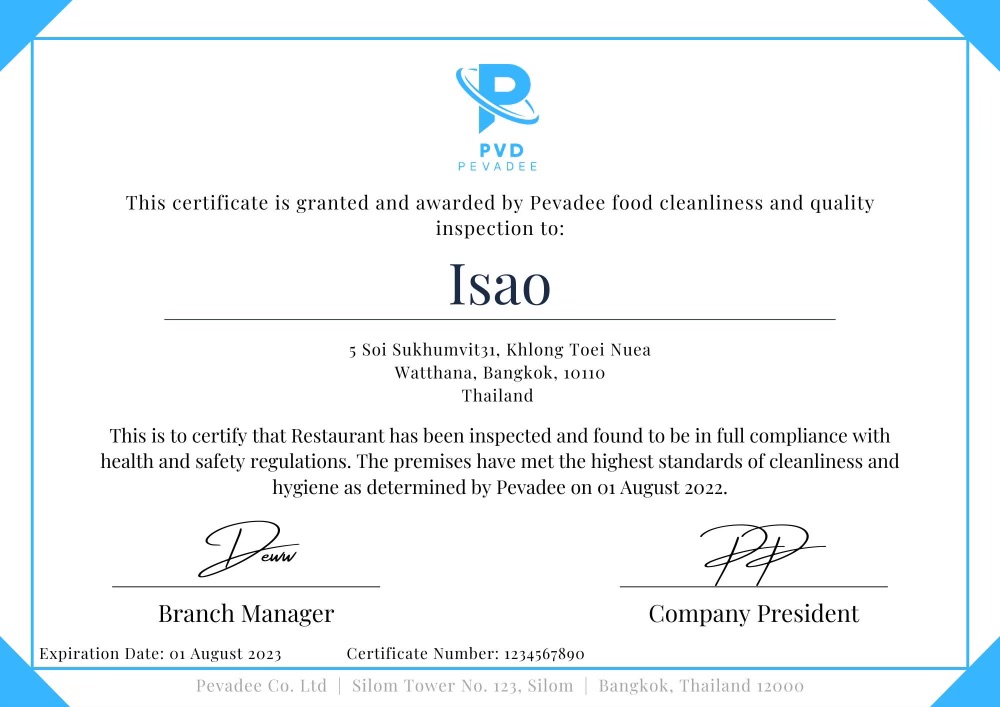 PVD
PEVADEE
This certificate is granted and awarded by Pevadee food cleanliness and quality
inspection to:
Isao
5 Soi Sukhumvit31, Khlong Toei Nuea
Watthana, Bangkok, 10110
Thailand
This is to certify that Restaurant has been inspected and found to be in full compliance with
health and safety regulations. The premises have met the highest standards of cleanliness and
hygiene as determined by Pevadee on 01 August 2022.
PP
Branch Manager
Company President
Expiration Date: 01 August 2023
Certificate Number: 1234567890
Pevadee Co. Ltd | Silom Tower No. 123, Silom | Bangkok, Thailand 12000